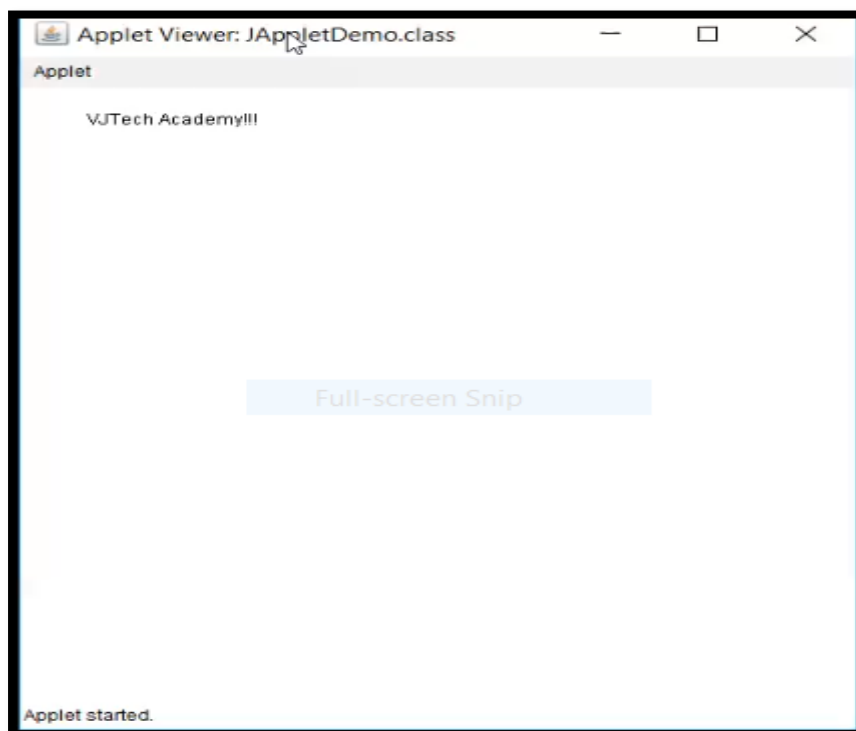 Applet Viewer: JAppletDemo.class
Applet
VJTech Academy!!!
Full-screen Snip
Applet started.